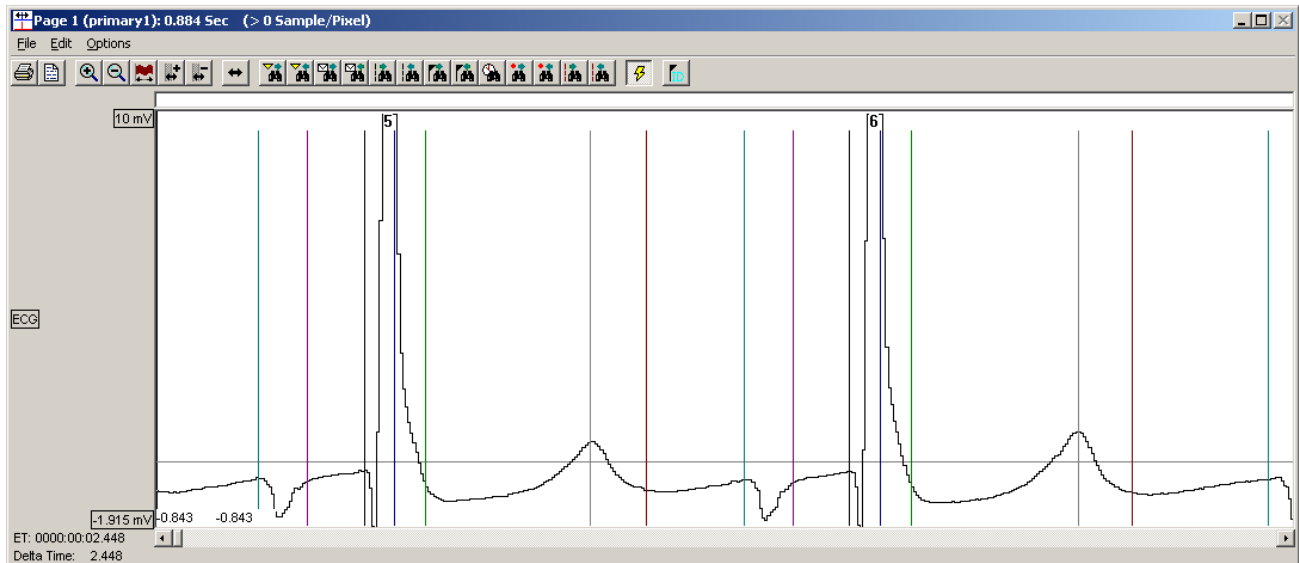 Page 1 (primary1): 0.884 Sec (> 0 Sample/Pixel)
File Edit Options
ID
10 mV
5
6
ECG
-1.915 mV
-0.843 -0.843
ET: 0000:00:02.448
Delta Time: 2.448